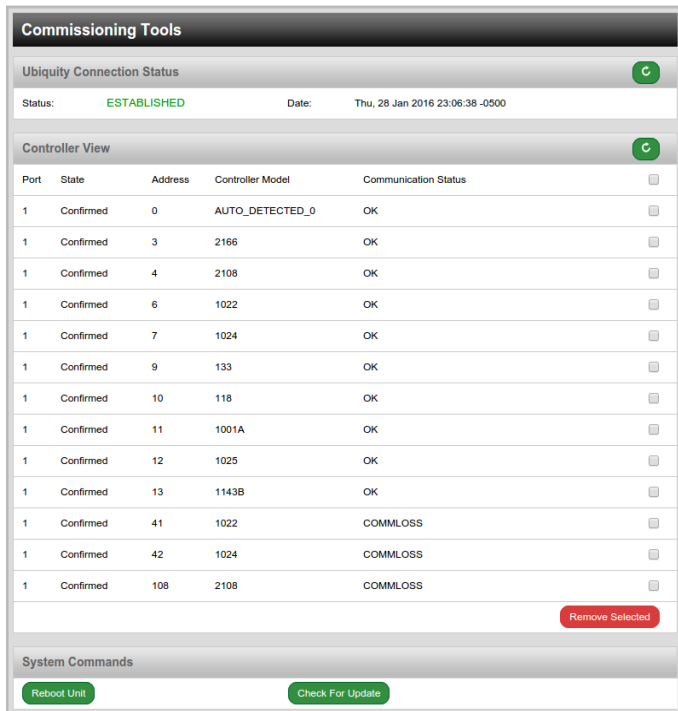 Commissioning Tools
Ubiquity Connection Status
Status: ESTABLISHED Date: Thu, 28 Jan 2016 23:06:38 -0500
Controller View
Port State Address Controller Model Communication Status
1 Confirmed 0 AUTO_DETECTED_0 OK
1 Confirmed 3 2166 OK
1 Confirmed 4 2108 OK
1 Confirmed 6 1022 OK
1 Confirmed 7 1024 OK
1 Confirmed 9 133 OK
1 Confirmed 10 118 OK
1 Confirmed 11 1001A OK
1 Confirmed 12 1025 OK
1 Confirmed 13 1143B OK
1 Confirmed 41 1022 COMMLOSS
1 Confirmed 42 1024 COMMLOSS
1 Confirmed 108 2108 COMMLOSS
Remove Selected
System Commands
Reboot Unit Check For Update